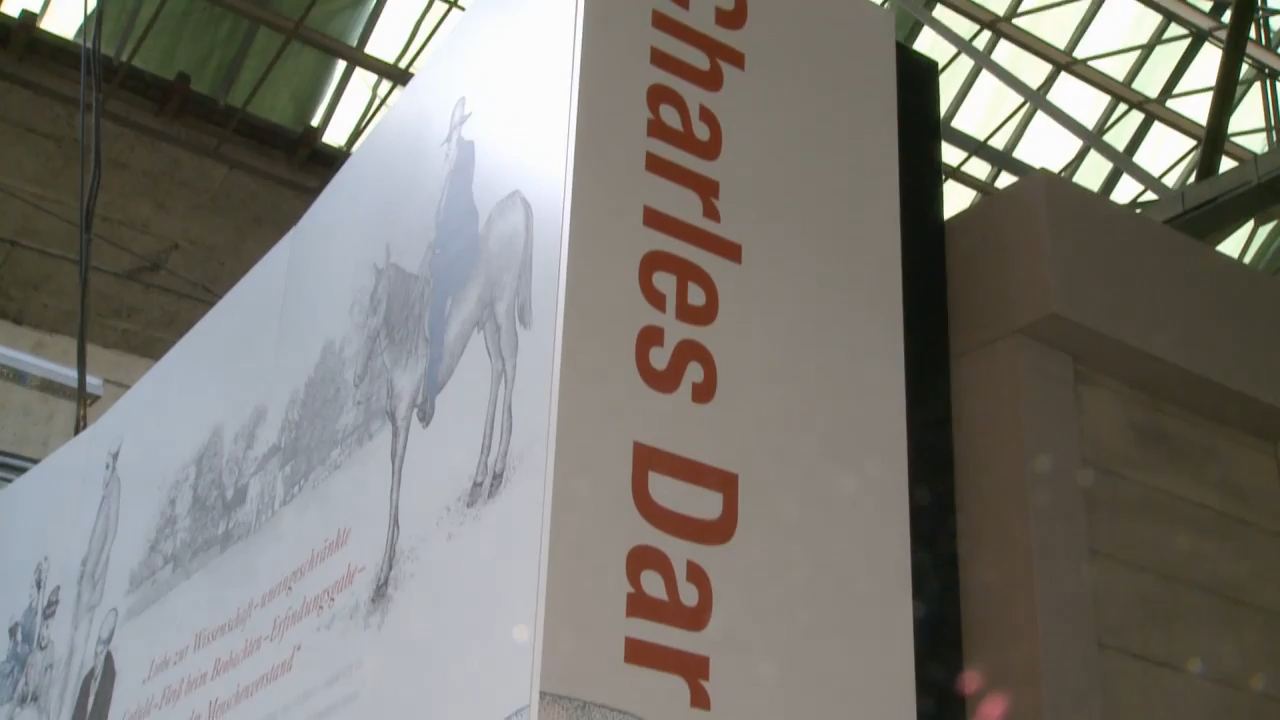 Charles Dar
„Liebe zur Wissenschaft – uneingeschränkte
Geduld – Fleiß beim Beobachten – Erfindungsgabe –
Menschenverstand“